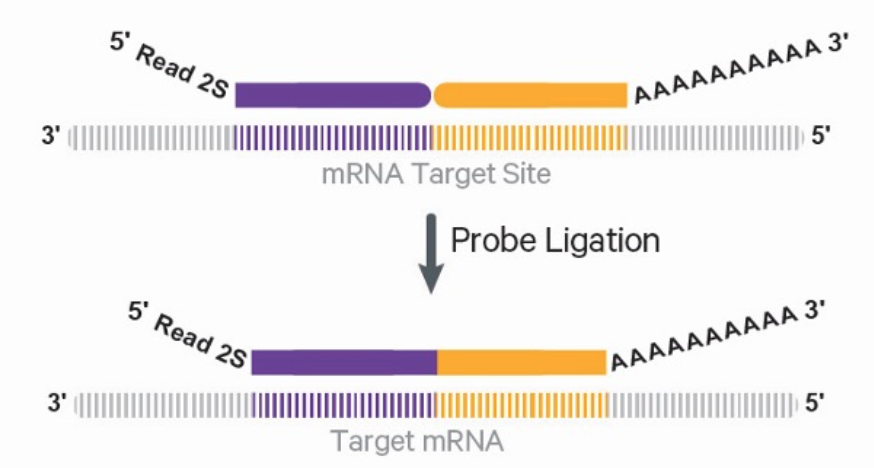 5' Read 2S
AAAAAAAAAA 3'
3'
5'
mRNA Target Site
Probe Ligation
5' Read 2S
AAAAAAAAAA 3'
3'
5'
Target mRNA